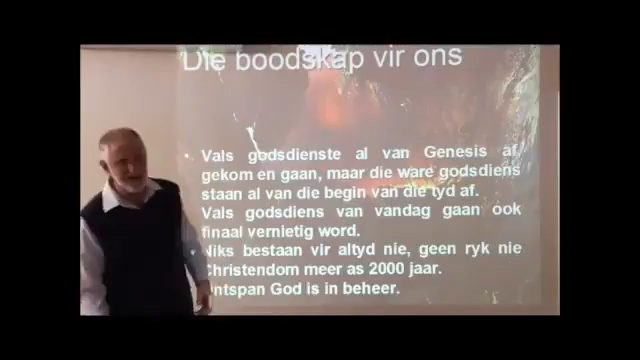 Die boodskap vir ons
Vals godsdienste al van Genesis af
gekom en gaan, maar die ware godsdiens
staan al van die begin van die tyd af.
Vals godsdiens van vandag gaan ook
finaal vernietig word.
Niks bestaan vir altyd nie, geen ryk nie
Christendom meer as 2000 jaar.
Ontspan God is in beheer.